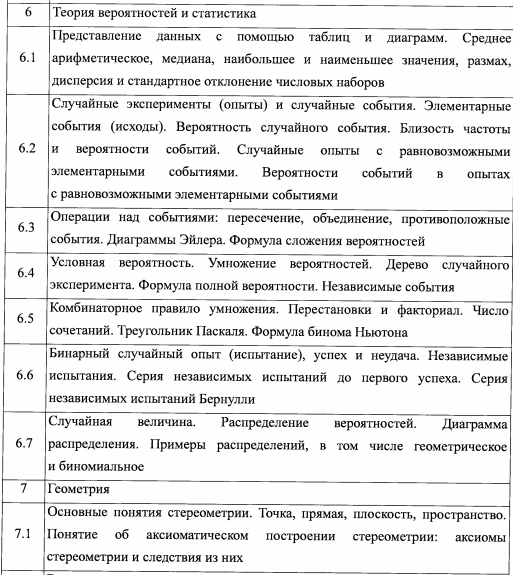 6 Теория вероятностей и статистика
Представление данных с помощью таблиц и диаграмм. Среднее
6.1 арифметическое, медиана, наибольшее и наименьшее значения, размах,
дисперсия и стандартное отклонение числовых наборов
Случайные эксперименты (опыты) и случайные события. Элементарные
события (исходы). Вероятность случайного события. Близость частоты
6.2 и вероятности событий. Случайные опыты с равновозможными
элементарными событиями. Вероятности событий в опытах
с равновозможными элементарными событиями
6.3 Операции над событиями: пересечение, объединение, противоположные
события. Диаграммы Эйлера. Формула сложения вероятностей
6.4 Условная вероятность. Умножение вероятностей. Дерево случайного
эксперимента. Формула полной вероятности. Независимые события
6.5 Комбинаторное правило умножения. Перестановки и факториал. Число
сочетаний. Треугольник Паскаля. Формула бинома Ньютона
Бинарный случайный опыт (испытание), успех и неудача. Независимые
6.6 испытания. Серия независимых испытаний до первого успеха. Серия
независимых испытаний Бернулли
Случайная величина. Распределение вероятностей. Диаграмма
6.7 распределения. Примеры распределений, в том числе геометрическое
и биномиальное
7 Геометрия
Основные понятия стереометрии. Точка, прямая, плоскость, пространство.
7.1 Понятие об аксиоматическом построении стереометрии: аксиомы
стереометрии и следствия из них